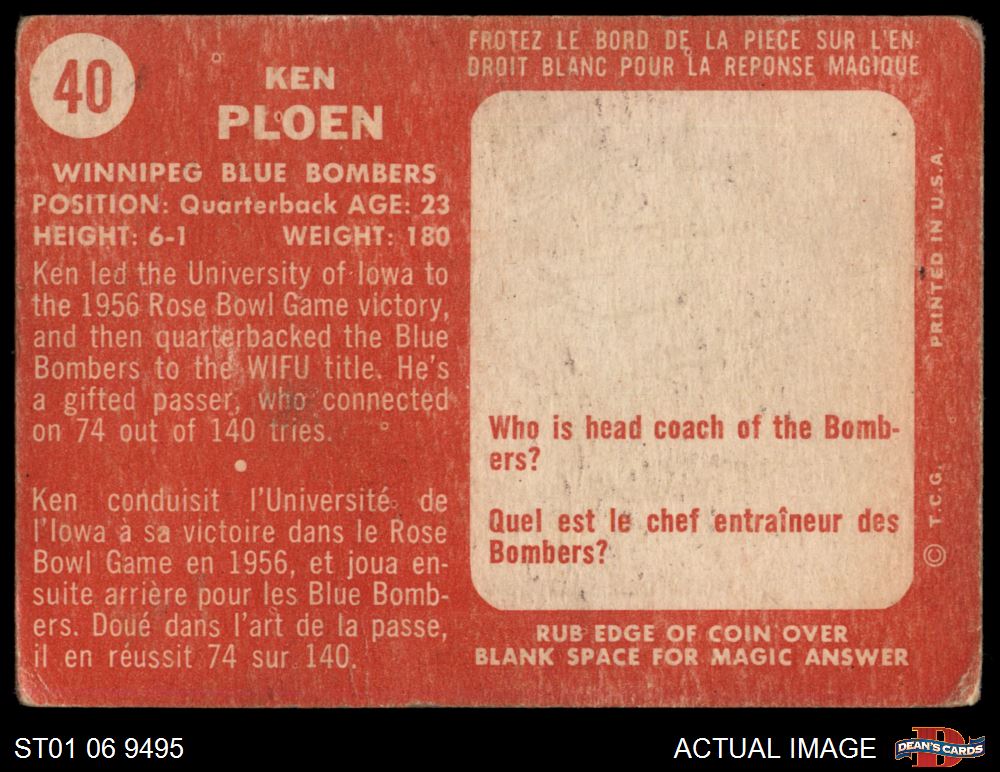 40
KEN
PLOEN
WINNIPEG BLUE BOMBERS
POSITION: Quarterback AGE: 23
HEIGHT: 6-1 WEIGHT: 180
Ken led the University of Iowa to
the 1956 Rose Bowl Game victory,
and then quarterbacked the Blue
Bombers to the WIFU title. He's
a gifted passer, who connected
on 74 out of 140 tries.
Ken conduisit l'Université de
l'Iowa à sa victoire dans le Rose
Bowl Game en 1956, et joua en-
suite arrière pour les Blue Bomb-
ers. Doué dans l'art de la passe,
il en réussit 74 sur 140.
FROTEZ LE BORD DE LA PIECE SUR L'EN-
DROIT BLANC POUR LA REPONSE MAGIQUE
Who is head coach of the Bomb-
ers?
Quel est le chef entraîneur des
Bombers?
RUB EDGE OF COIN OVER
BLANK SPACE FOR MAGIC ANSWER
© T.C.G. PRINTED IN U.S.A.
ST01 06 9495
ACTUAL IMAGE
DEAN'S CARDS